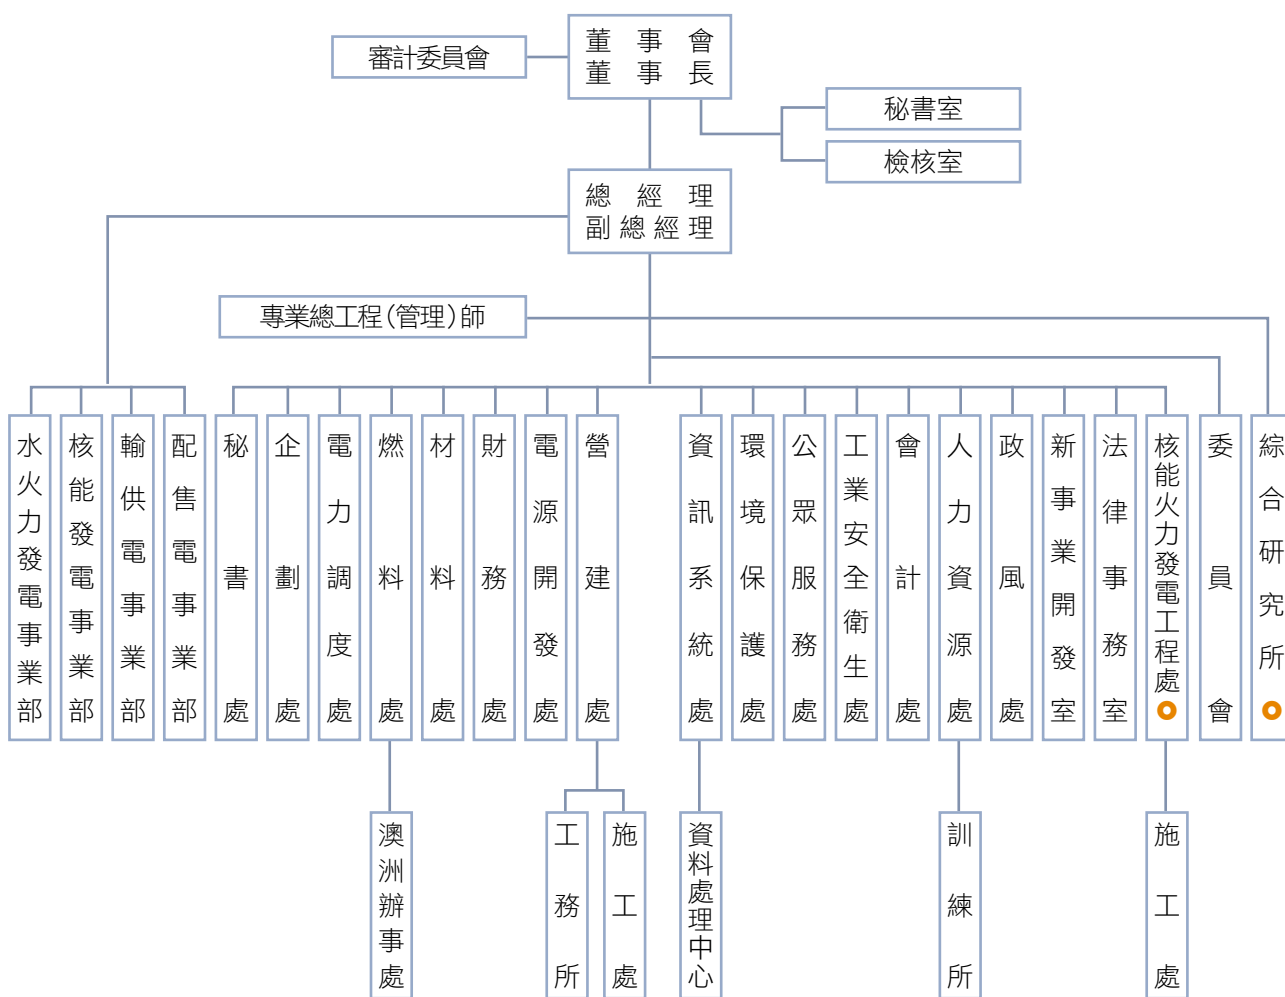 董事會
董事長
審計委員會
秘書室
檢核室
總經理
副總經理
專業總工程(管理)師
水火力發電事業部
核能發電事業部
輸供電事業部
配售電事業部
秘書處
企劃處
電力調度處
燃料處
材料處
財務處
電源開發處
營建處
資訊系統處
環境保護處
公眾服務處
工業安全衛生處
會計處
人力資源處
政風處
新事業開發室
法律事務室
核能火力發電工程處
委員會
綜合研究所
澳洲辦事處
工務所
施工處
資料處理中心
訓練所
施工處